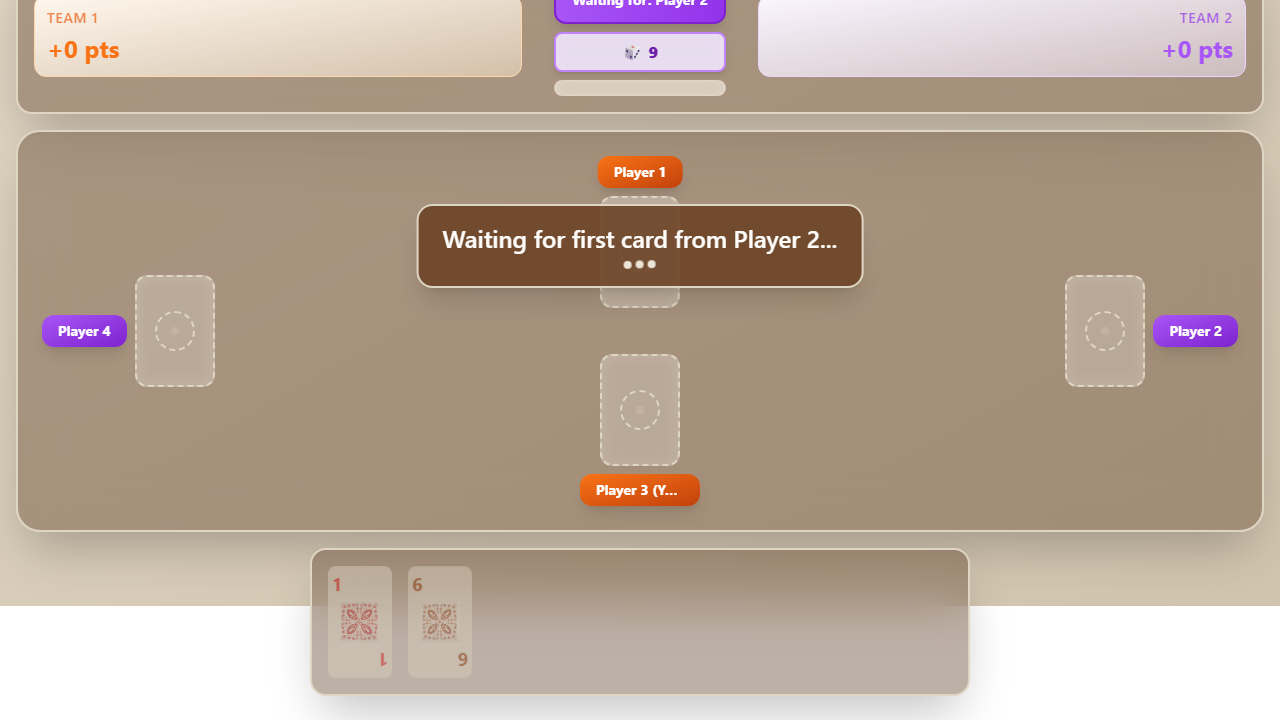 TEAM 1
+0 pts
Waiting for: Player 2
9
TEAM 2
+0 pts
Player 1
Waiting for first card from Player 2...
Player 4
Player 2
Player 3 (Y...
1
1
6
6